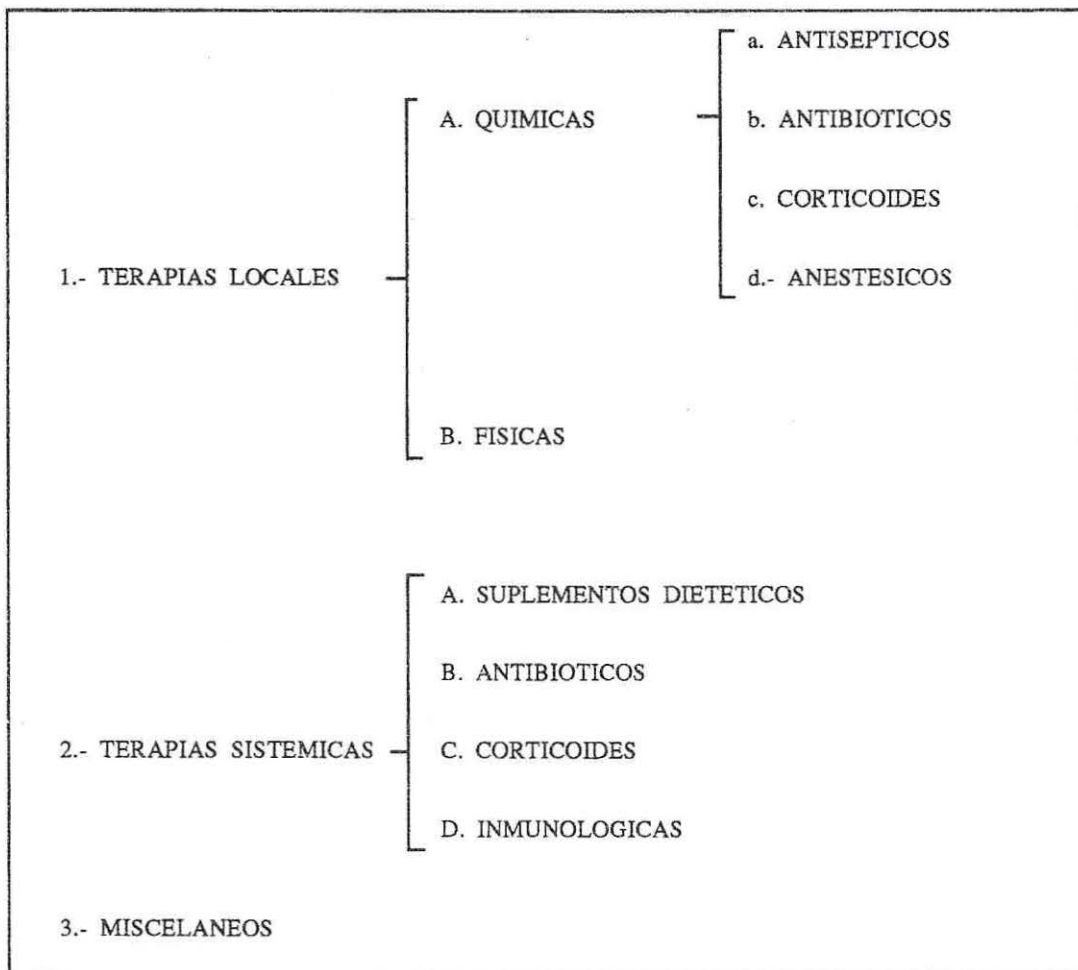 a. ANTISEPTICOS
A. QUIMICAS
b. ANTIBIOTICOS
c. CORTICOIDES
1.- TERAPIAS LOCALES
d.- ANESTESICOS
B. FISICAS
A. SUPLEMENTOS DIETETICOS
B. ANTIBIOTICOS
2.- TERAPIAS SISTEMICAS
C. CORTICOIDES
D. INMUNOLOGICAS
3.- MISCELANEOS